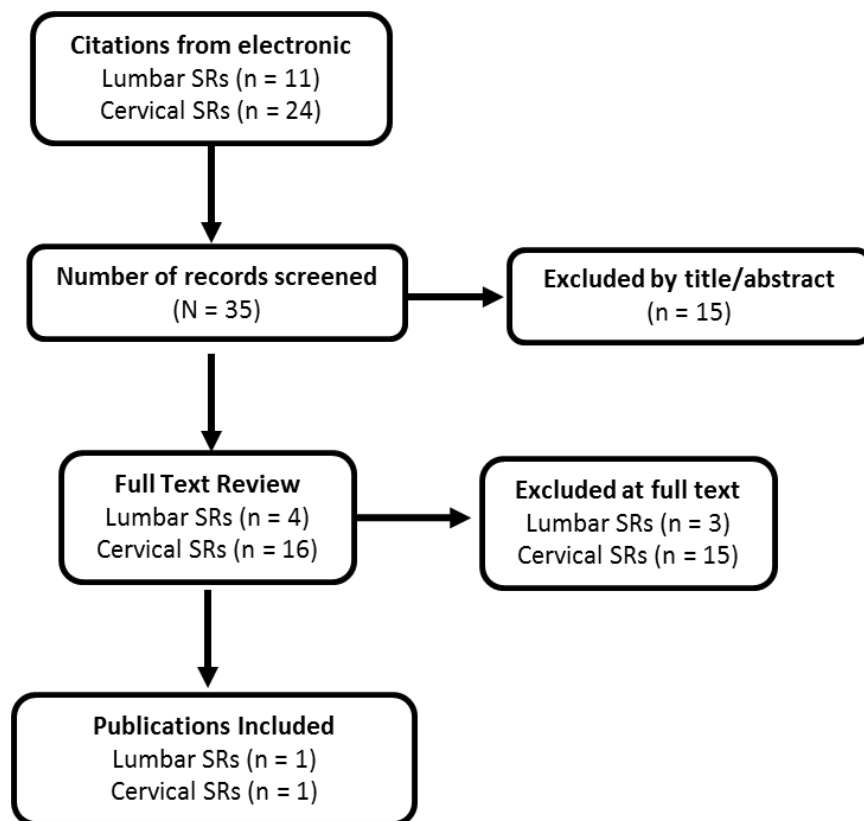 Citations from electronic
Lumbar SRs (n = 11)
Cervical SRs (n = 24)
Number of records screened
(N = 35)
Excluded by title/abstract
(n = 15)
Full Text Review
Lumbar SRs (n = 4)
Cervical SRs (n = 16)
Excluded at full text
Lumbar SRs (n = 3)
Cervical SRs (n = 15)
Publications Included
Lumbar SRs (n = 1)
Cervical SRs (n = 1)